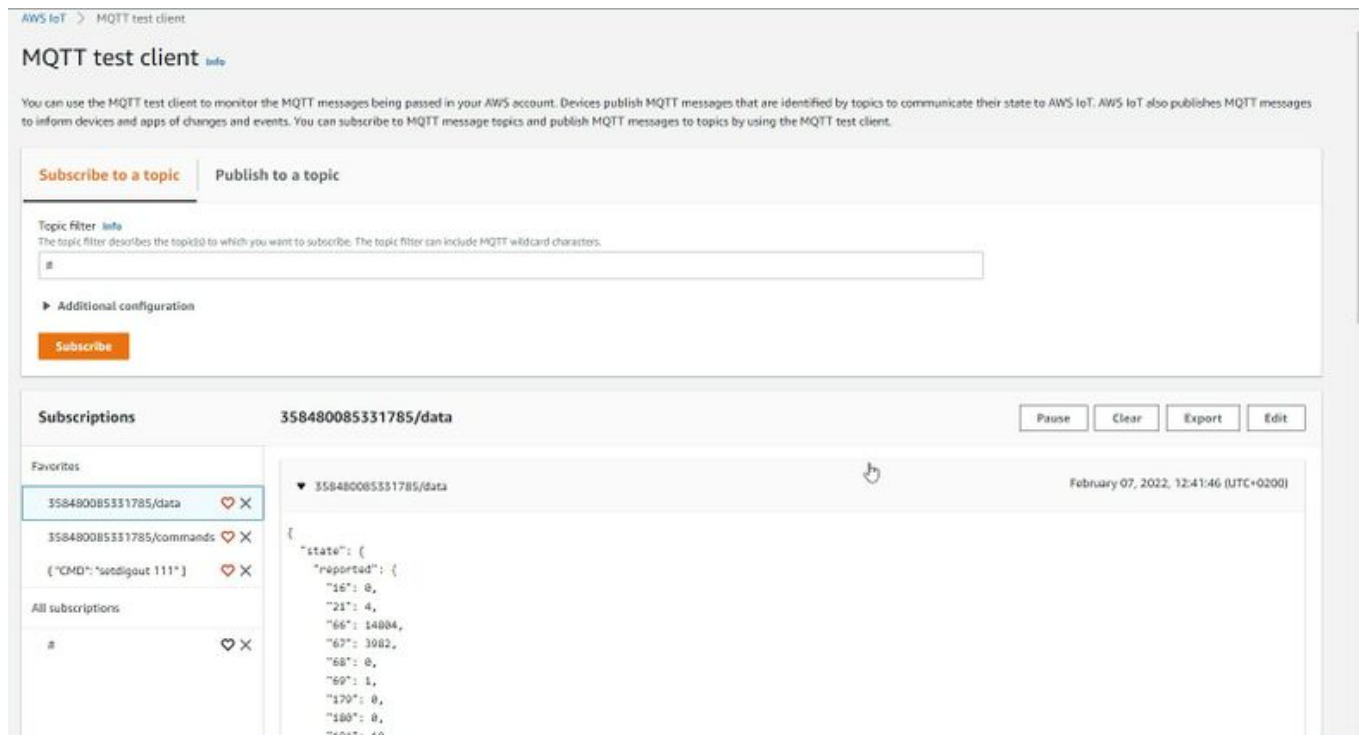 AWS IoT > MQTT test client
MQTT test client Info
You can use the MQTT test client to monitor the MQTT messages being passed in your AWS account. Devices publish MQTT messages that are identified by topics to communicate their state to AWS IoT. AWS IoT also publishes MQTT messages
to inform devices and apps of changes and events. You can subscribe to MQTT message topics and publish MQTT messages to topics by using the MQTT test client.
Subscribe to a topic Publish to a topic
Topic filter Info
The topic filter describes the topic(s) to which you want to subscribe. The topic filter can include MQTT wildcard characters.
#
Additional configuration
Subscribe
Subscriptions
358480085331785/data
Pause Clear Export Edit
Favorites
358480085331785/data
358480085331785/commands
{ "CMD": "setdigout 111" }
All subscriptions
#
358480085331785/data
February 07, 2022, 12:41:46 (UTC+0200)
{
"state": {
"reported": {
"16": 0,
"21": 4,
"66": 14804,
"67": 3982,
"68": 0,
"69": 1,
"179": 0,
"180": 0,